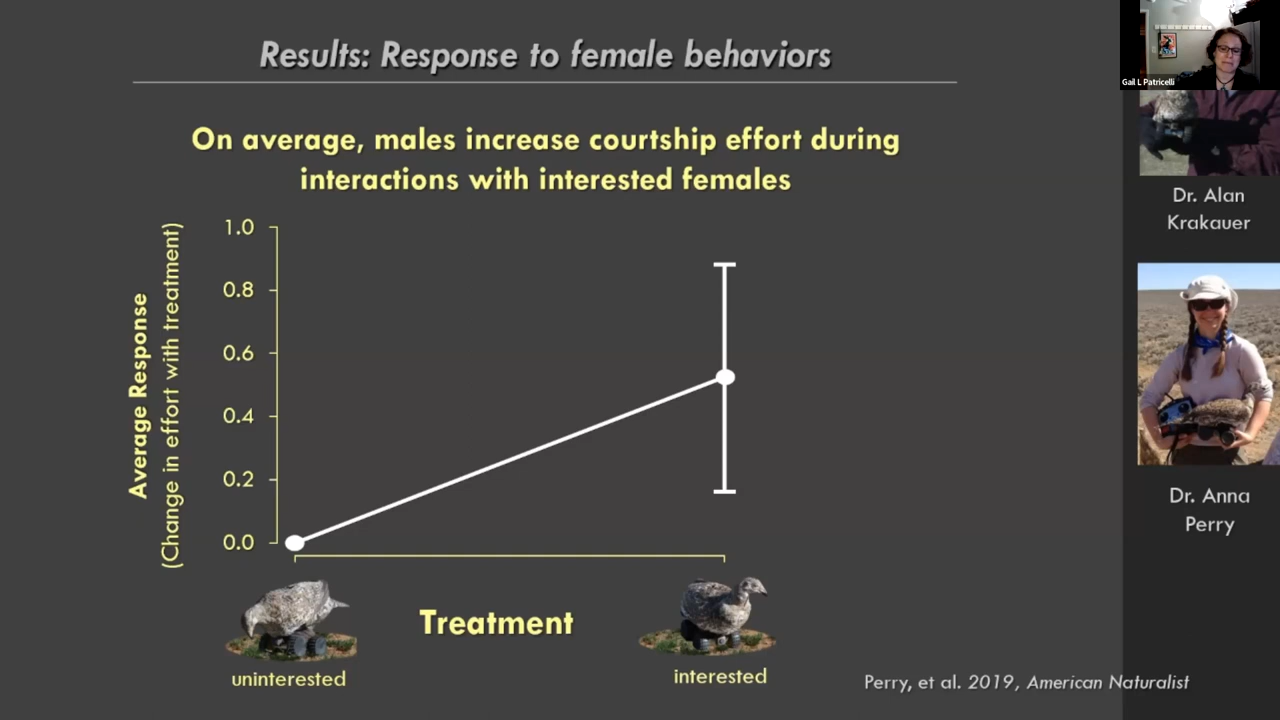 Results: Response to female behaviors
On average, males increase courtship effort during
interactions with interested females
Average Response
(Change in effort with treatment)
1.0
0.8
0.6
0.4
0.2
0.0
Treatment
uninterested
interested
Perry, et al. 2019, American Naturalist
Gail L Patricelli
Dr. Alan
Krakauer
Dr. Anna
Perry